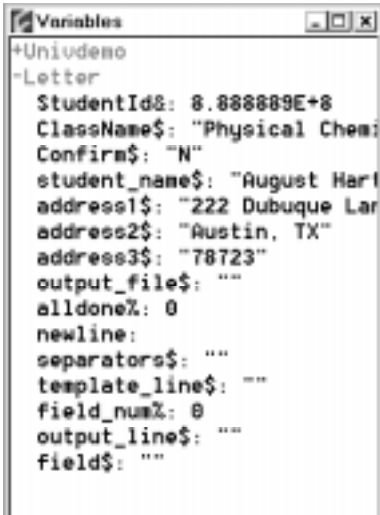 Variables
+Univdemo
-Letter
StudentId&: 8.888889E+8
ClassName$: "Physical Chemi
Confirm$: "N"
student_name$: "August Hart
address1$: "222 Dubuque Lan
address2$: "Austin, TX"
address3$: "78723"
output_file$: ""
alldone%: 0
newline:
separators$: ""
template_line$: ""
field_num%: 0
output_line$: ""
field$: ""